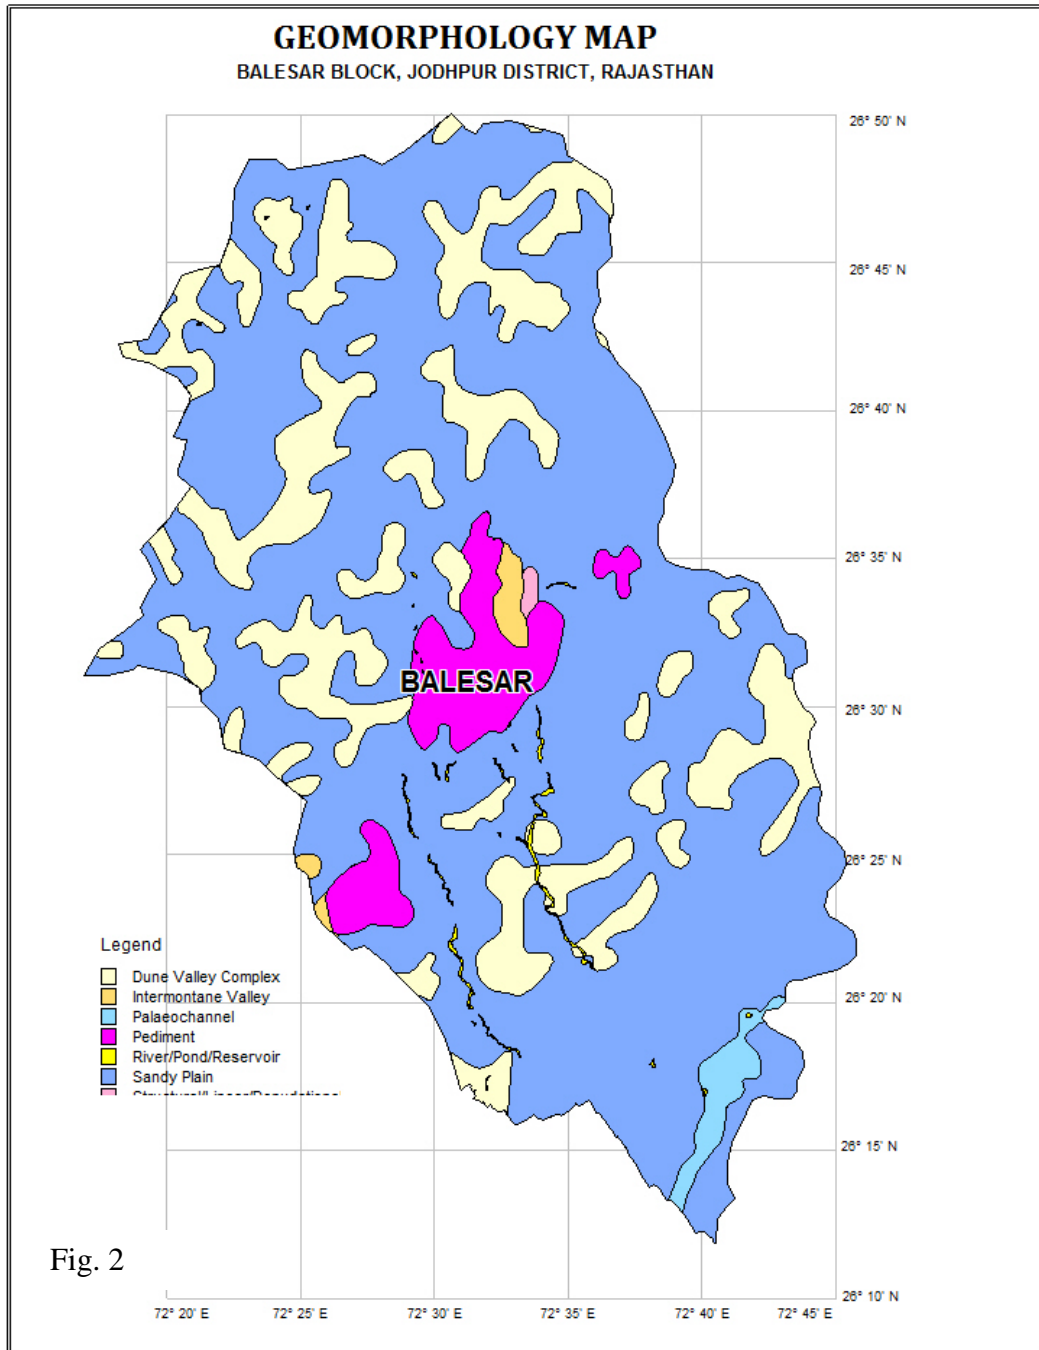 GEOMORPHOLOGY MAP
BALESAR BLOCK, JODHPUR DISTRICT, RAJASTHAN
26° 50' N
26° 45' N
26° 40' N
26° 35' N
BALESAR
26° 30' N
26° 25' N
Legend
Dune Valley Complex
Intermontane Valley
Palaeochannel
Pediment
River/Pond/Reservoir
Sandy Plain
26° 20' N
26° 15' N
Fig. 2
26° 10' N
72° 20' E
72° 25' E
72° 30' E
72° 35' E
72° 40' E
72° 45' E